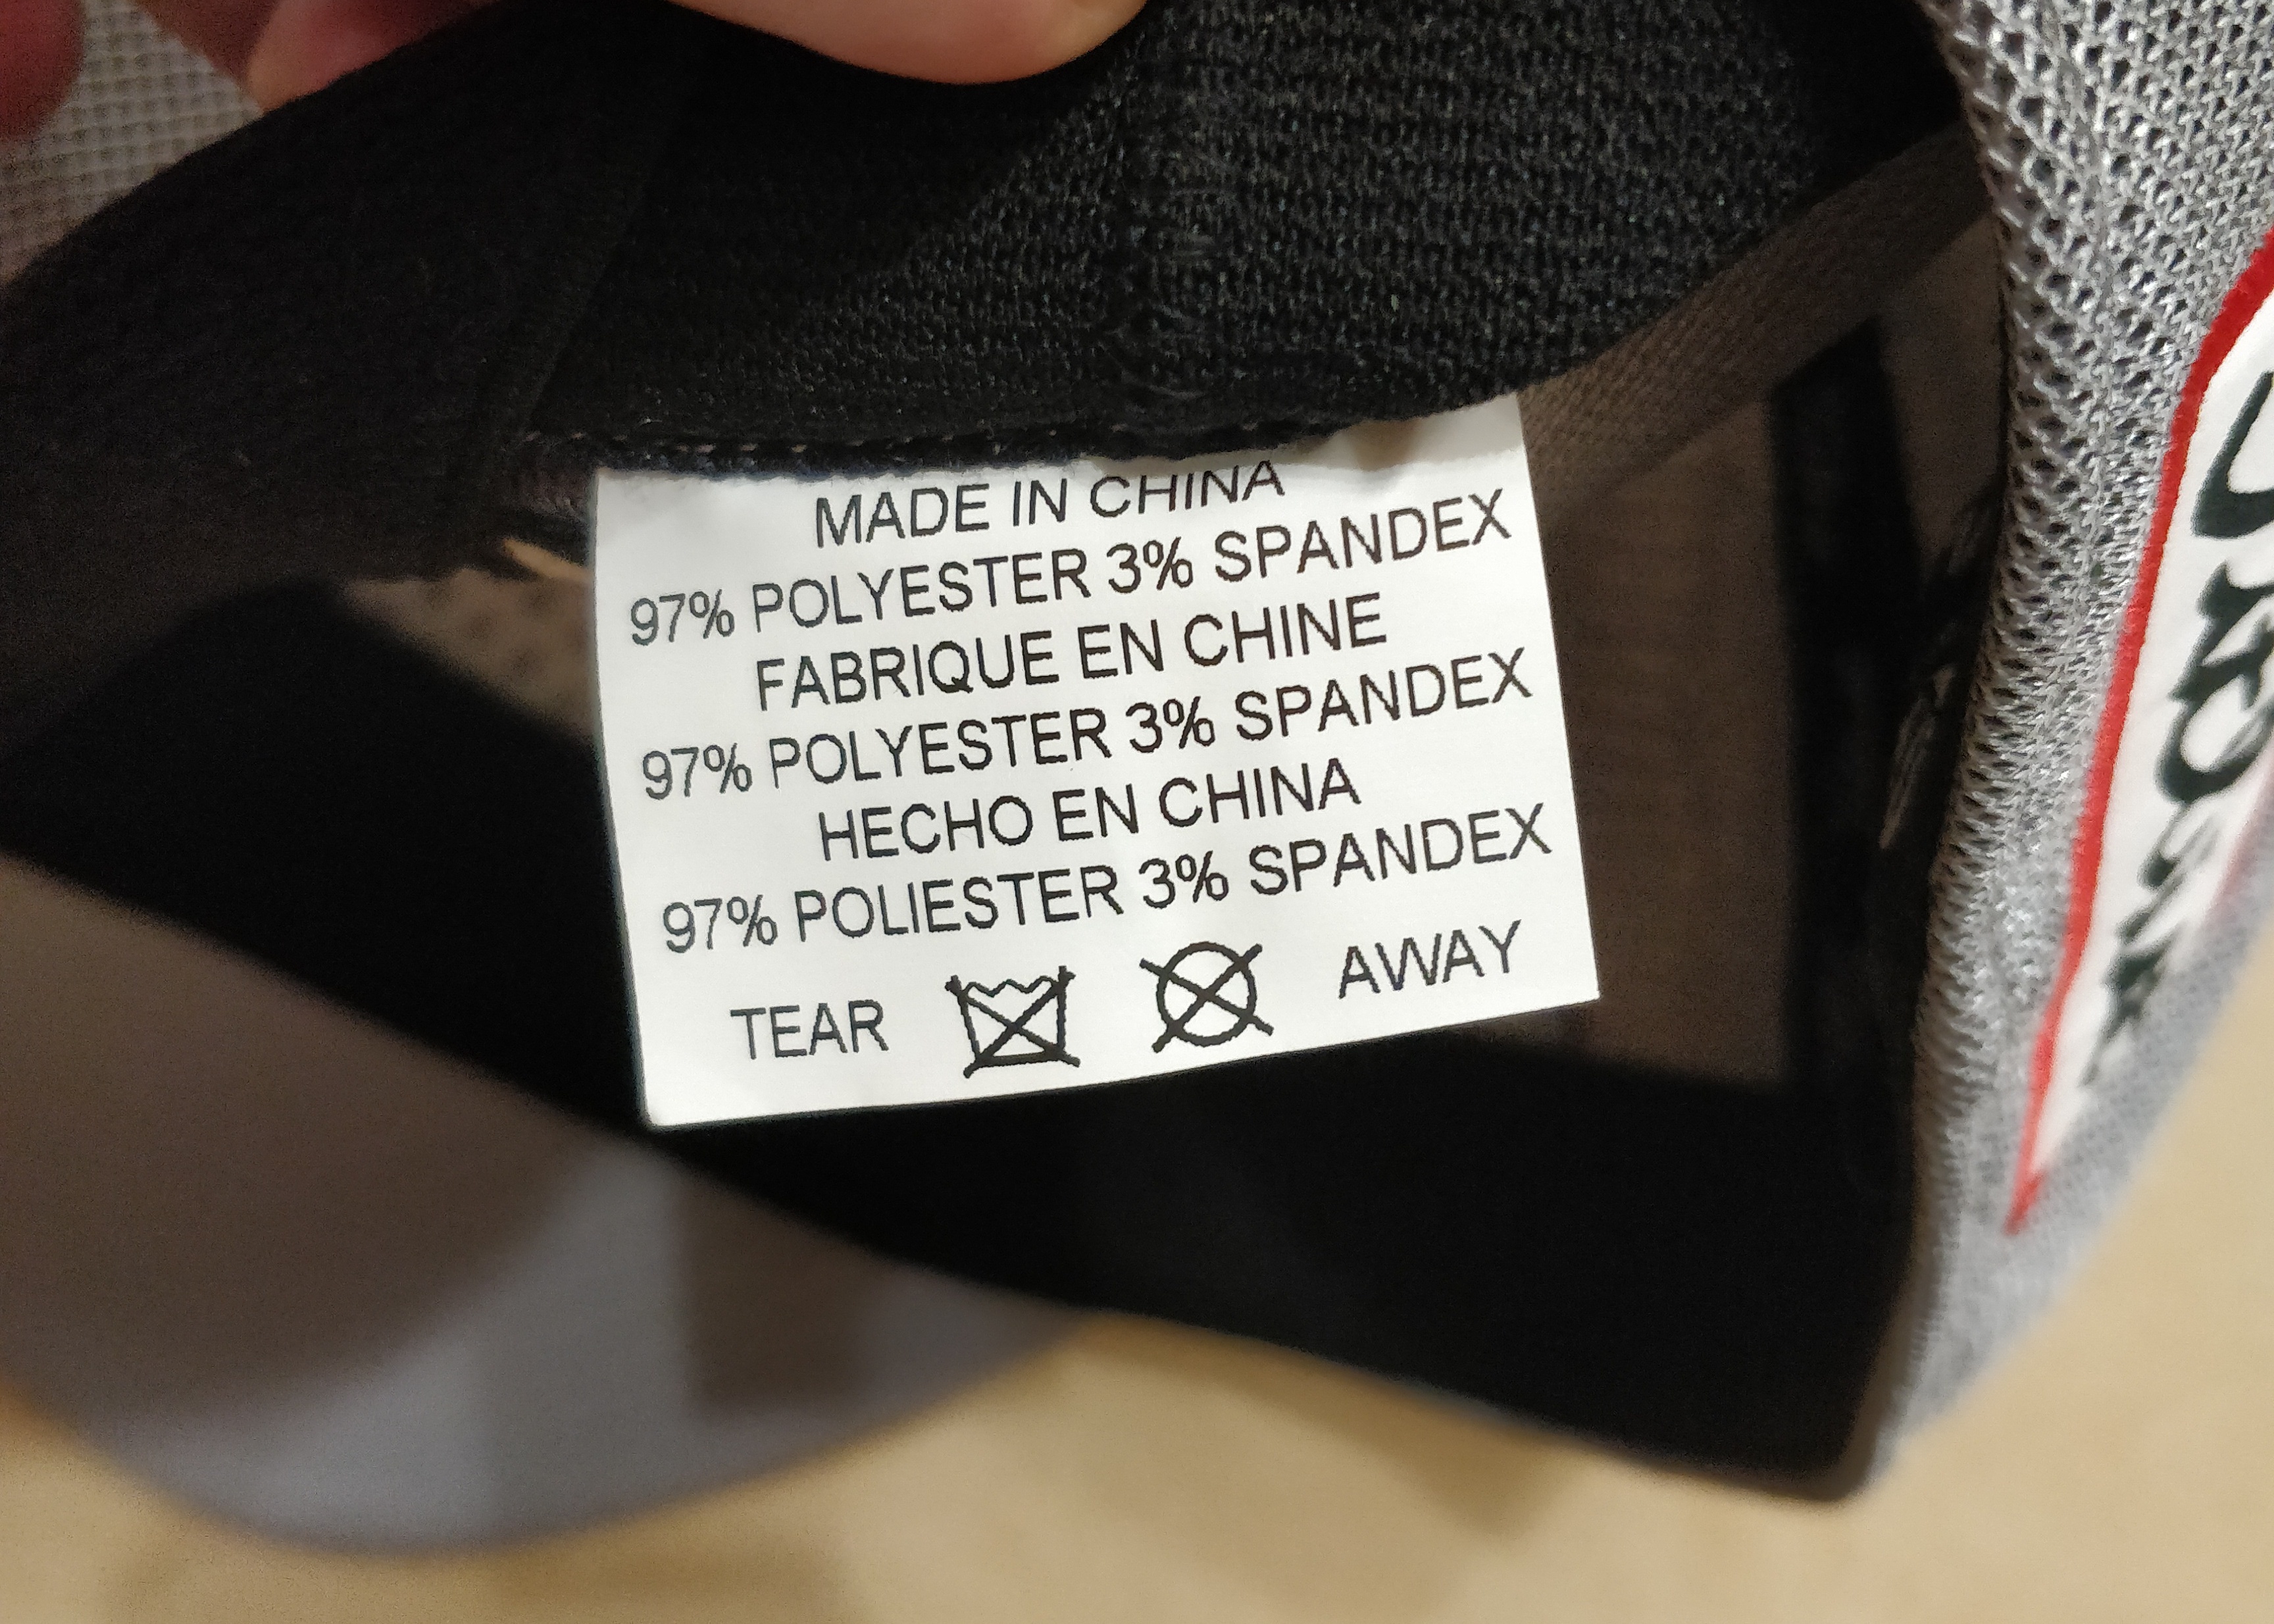 MADE IN CHINA
97% POLYESTER 3% SPANDEX
FABRIQUE EN CHINE
97% POLYESTER 3% SPANDEX
HECHO EN CHINA
97% POLIESTER 3% SPANDEX
TEAR AWAY